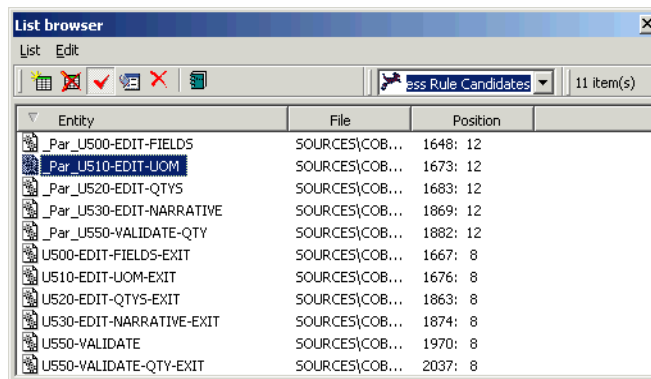 List browser
List Edit
ess Rule Candidates 11 item(s)
Entity File Position
_Par_U500-EDIT-FIELDS SOURCES\COB... 1648: 12
_Par_U510-EDIT-UOM SOURCES\COB... 1673: 12
_Par_U520-EDIT-QTYS SOURCES\COB... 1683: 12
_Par_U530-EDIT-NARRATIVE SOURCES\COB... 1869: 12
_Par_U550-VALIDATE-QTY SOURCES\COB... 1882: 12
U500-EDIT-FIELDS-EXIT SOURCES\COB... 1667: 8
U510-EDIT-UOM-EXIT SOURCES\COB... 1676: 8
U520-EDIT-QTYS-EXIT SOURCES\COB... 1863: 8
U530-EDIT-NARRATIVE-EXIT SOURCES\COB... 1874: 8
U550-VALIDATE SOURCES\COB... 1970: 8
U550-VALIDATE-QTY-EXIT SOURCES\COB... 2037: 8